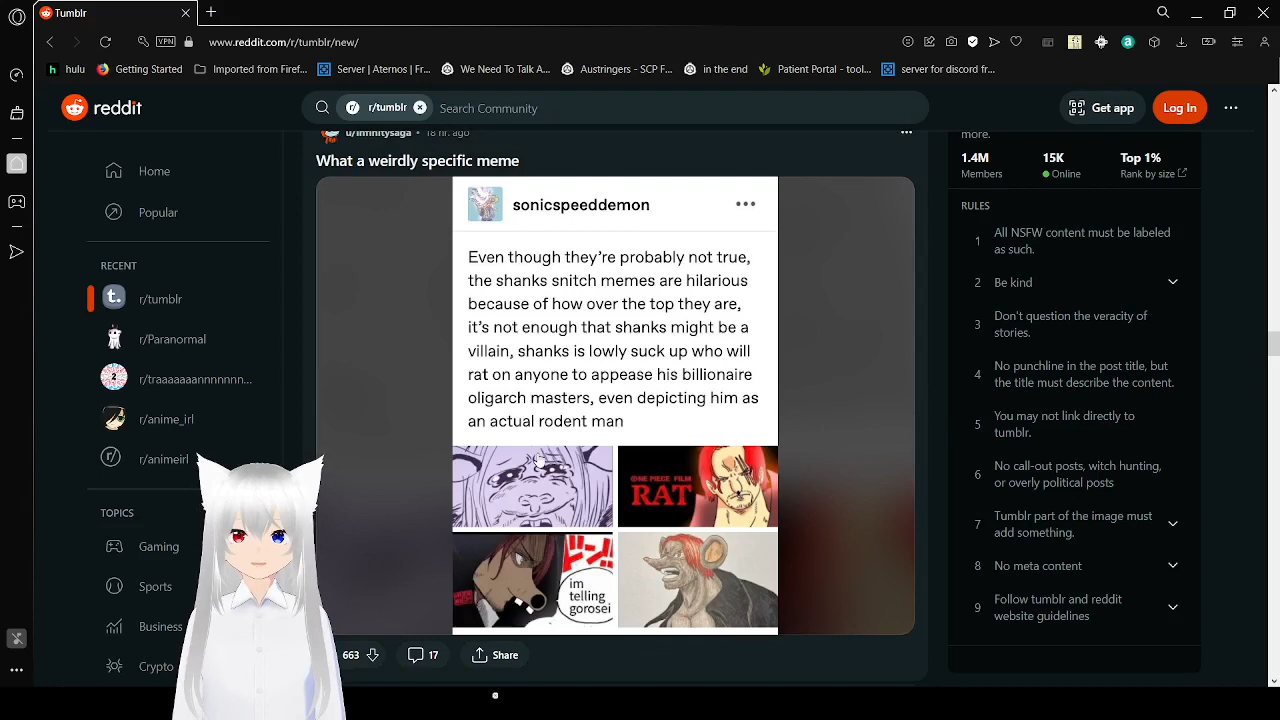 Tumblr
VPN
www.reddit.com/r/tumblr/new/
hulu
Getting Started
Imported from Firef...
Server | Aternos | Fr...
We Need To Talk A...
Austringers - SCP F...
in the end
Patient Portal - tool...
server for discord fr...
reddit
r/tumblr
Search Community
Get app
Log In
u/infinitysaga • 18 hr. ago
What a weirdly specific meme
sonicspeeddemon
Even though they're probably not true,
the shanks snitch memes are hilarious
because of how over the top they are,
it's not enough that shanks might be a
villain, shanks is lowly suck up who will
rat on anyone to appease his billionaire
oligarch masters, even depicting him as
an actual rodent man
ONE PIECE FILM
RAT
ドン!!
im
telling
gorosei
663
17
Share
Home
Popular
RECENT
r/tumblr
r/Paranormal
r/traaaaaaannnnnnn...
r/anime_irl
r/animeirl
TOPICS
Gaming
Sports
Business
Crypto
more.
1.4M
Members
15K
Online
Top 1%
Rank by size
RULES
1 All NSFW content must be labeled
as such.
2 Be kind
3 Don't question the veracity of
stories.
4 No punchline in the post title, but
the title must describe the content.
5 You may not link directly to
tumblr.
6 No call-out posts, witch hunting,
or overly political posts
7 Tumblr part of the image must
add something.
8 No meta content
9 Follow tumblr and reddit
website guidelines